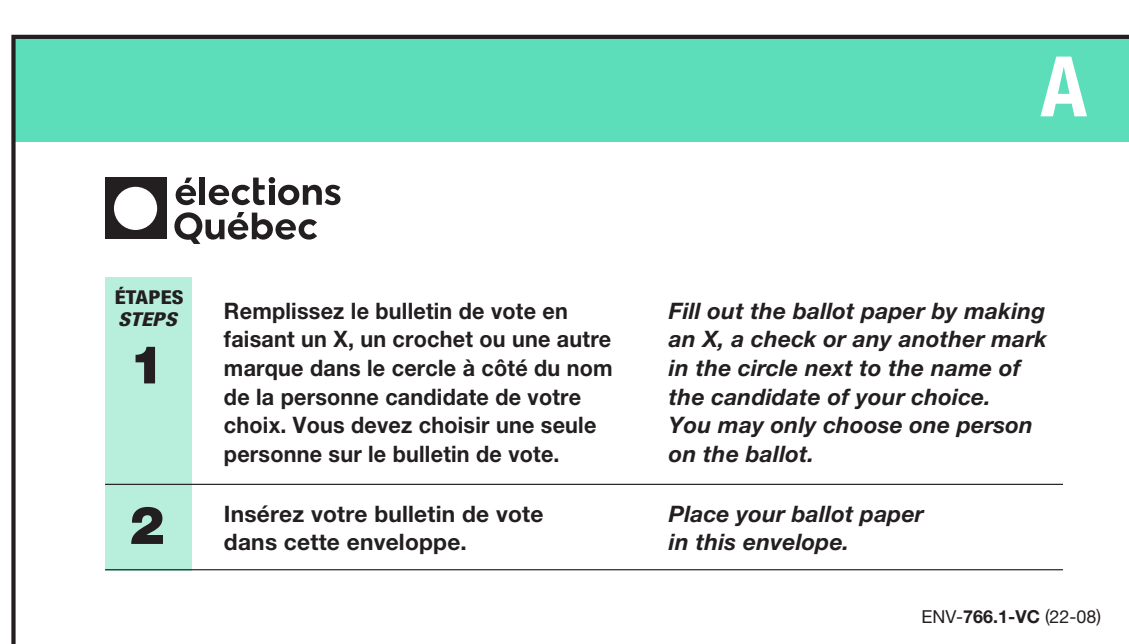 A
élections
Québec
ÉTAPES
STEPS
1
Remplissez le bulletin de vote en
faisant un X, un crochet ou une autre
marque dans le cercle à côté du nom
de la personne candidate de votre
choix. Vous devez choisir une seule
personne sur le bulletin de vote.
Fill out the ballot paper by making
an X, a check or any another mark
in the circle next to the name of
the candidate of your choice.
You may only choose one person
on the ballot.
2
Insérez votre bulletin de vote
dans cette enveloppe.
Place your ballot paper
in this envelope.
ENV-766.1-VC (22-08)